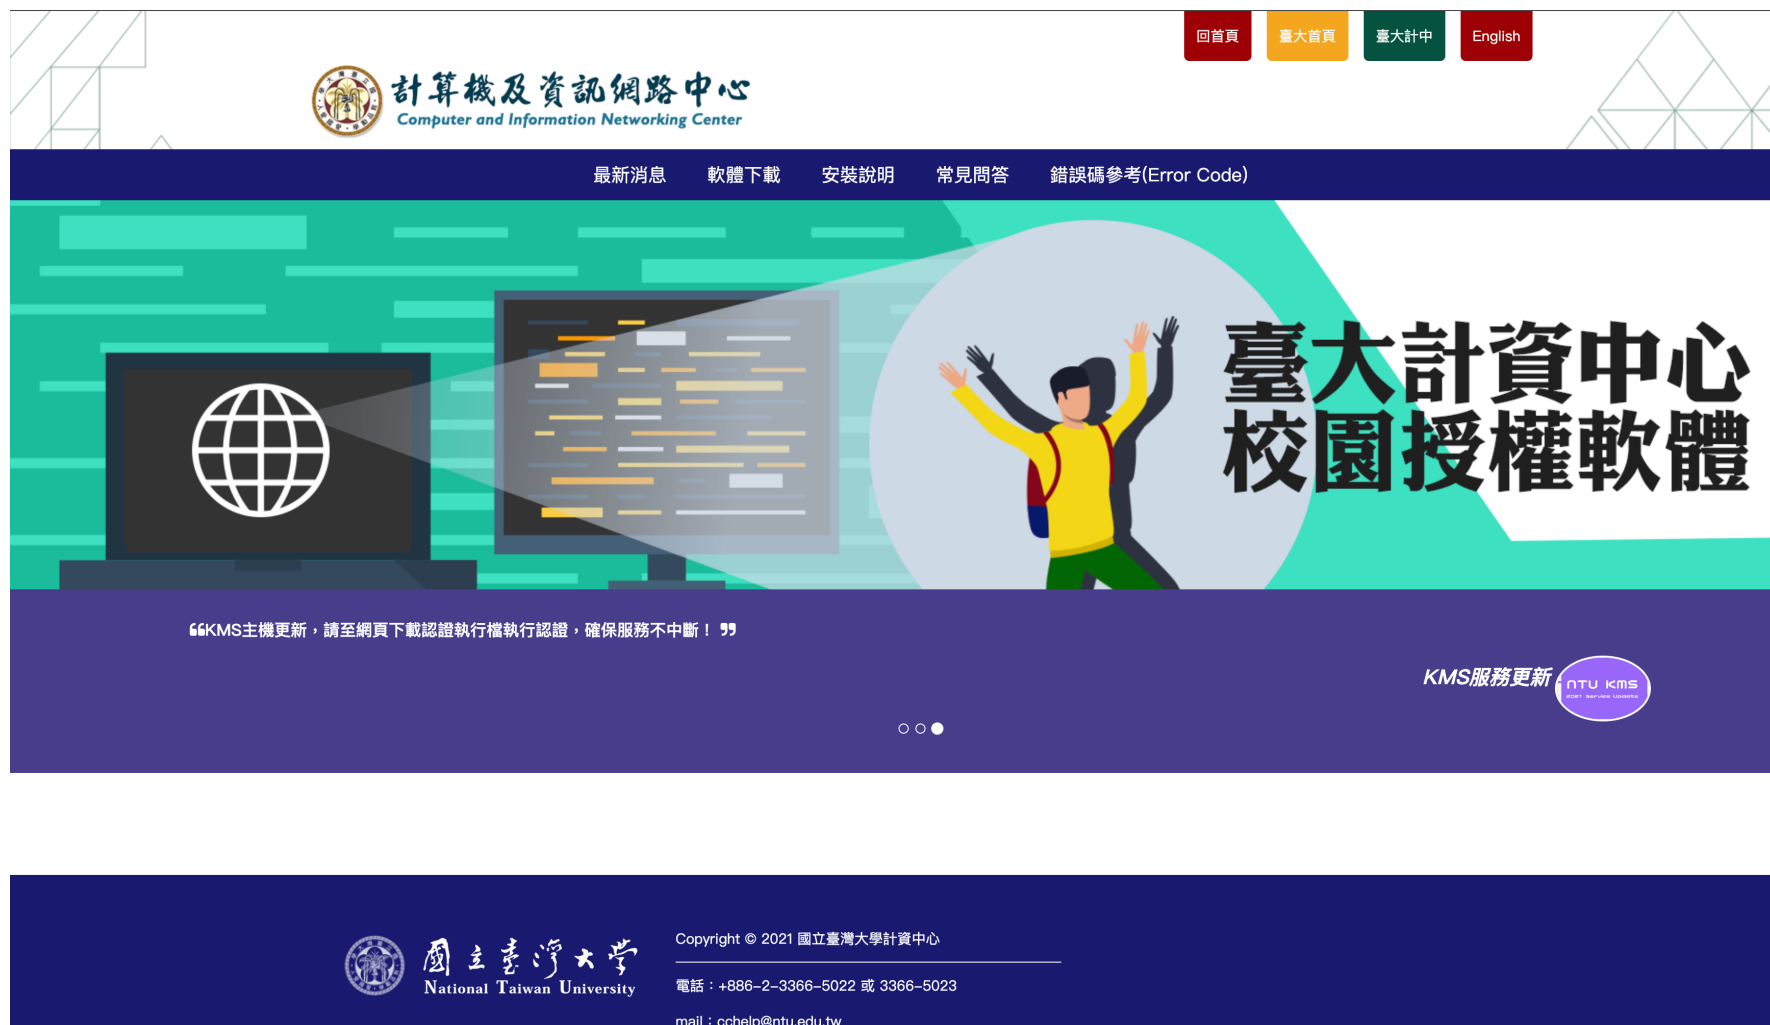 回首頁
臺大首頁
臺大計中
English
計算機及資訊網路中心
Computer and Information Networking Center
最新消息
軟體下載
安裝說明
常見問答
錯誤碼參考(Error Code)
臺大計資中心
校園授權軟體
❝KMS主機更新，請至網頁下載認證執行檔執行認證，確保服務不中斷！ ❞
KMS服務更新
NTU KMS
2021 Service Update
國立臺灣大學
National Taiwan University
Copyright © 2021 國立臺灣大學計資中心
電話：+886-2-3366-5022 或 3366-5023
mail：cchelp@ntu.edu.tw